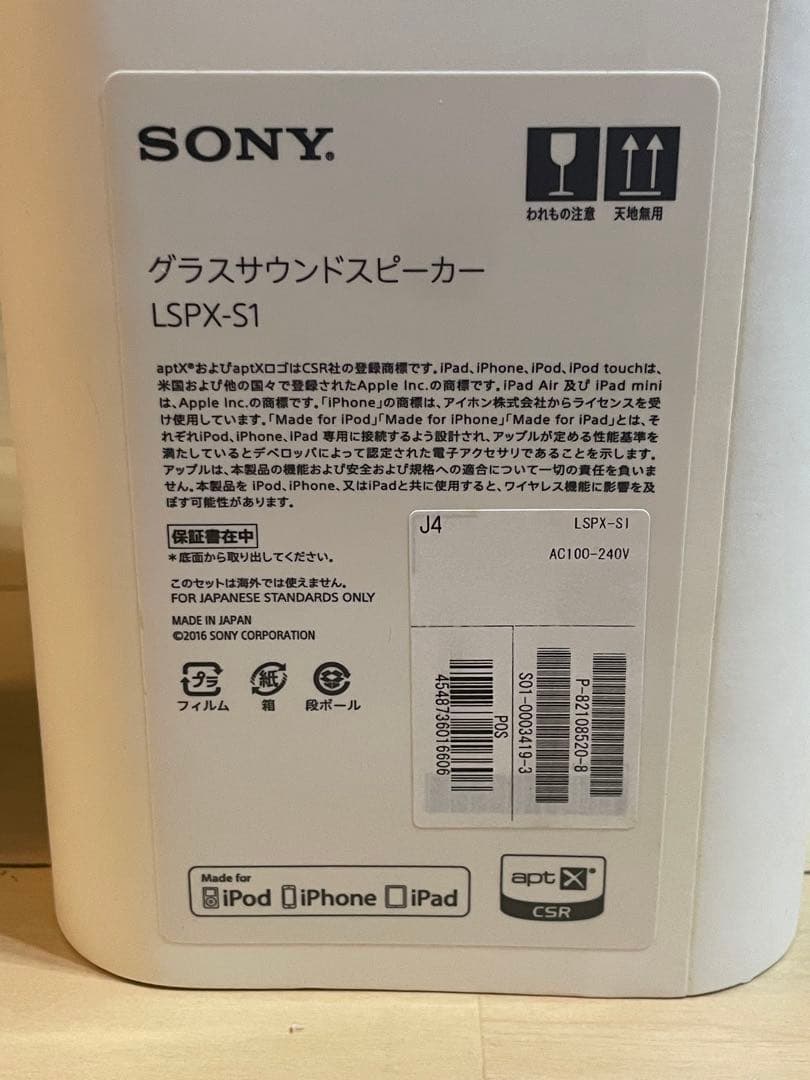 SONY®
われもの注意 天地無用
グラスサウンドスピーカー
LSPX-S1
aptX®およびaptXロゴはCSR社の登録商標です。iPad、iPhone、iPod、iPod touchは、
米国および他の国々で登録されたApple Inc.の商標です。iPad Air 及び iPad mini
は、Apple Inc.の商標です。「iPhone」の商標は、アイホン株式会社からライセンスを受
け使用しています。「Made for iPod」「Made for iPhone」「Made for iPad」とは、そ
れぞれiPod、iPhone、iPad 専用に接続するよう設計され、アップルが定める性能基準を
満たしているとデベロッパによって認定された電子アクセサリであることを示します。
アップルは、本製品の機能および安全および規格への適合について一切の責任を負いま
せん。本製品を iPod、iPhone、又はiPadと共に使用すると、ワイヤレス機能に影響を及
ぼす可能性があります。
保証書在中
＊底面から取り出してください。
このセットは海外では使えません。
FOR JAPANESE STANDARDS ONLY
MADE IN JAPAN
©2016 SONY CORPORATION
プラ 紙
フィルム 箱 段ボール
J4 LSPX-S1
AC100-240V
POS
4548736016606
S01-0003419-3
P-82108520-8
Made for
iPod iPhone iPad
aptX®
CSR